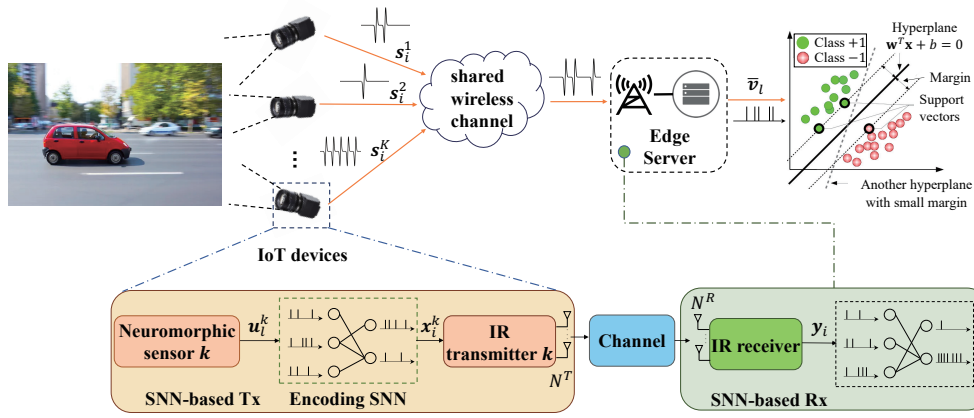 s_i^1
s_i^2
s_i^K
shared
wireless
channel
Edge
Server
v̅_l
Class +1
Class −1
Hyperplane
w^T x + b = 0
Margin
Support
vectors
Another hyperplane
with small margin
IoT devices
Neuromorphic
sensor k
u_l^k
x_i^k
IR
transmitter k
N^T
SNN-based Tx
Encoding SNN
Channel
N^R
IR receiver
y_i
SNN-based Rx